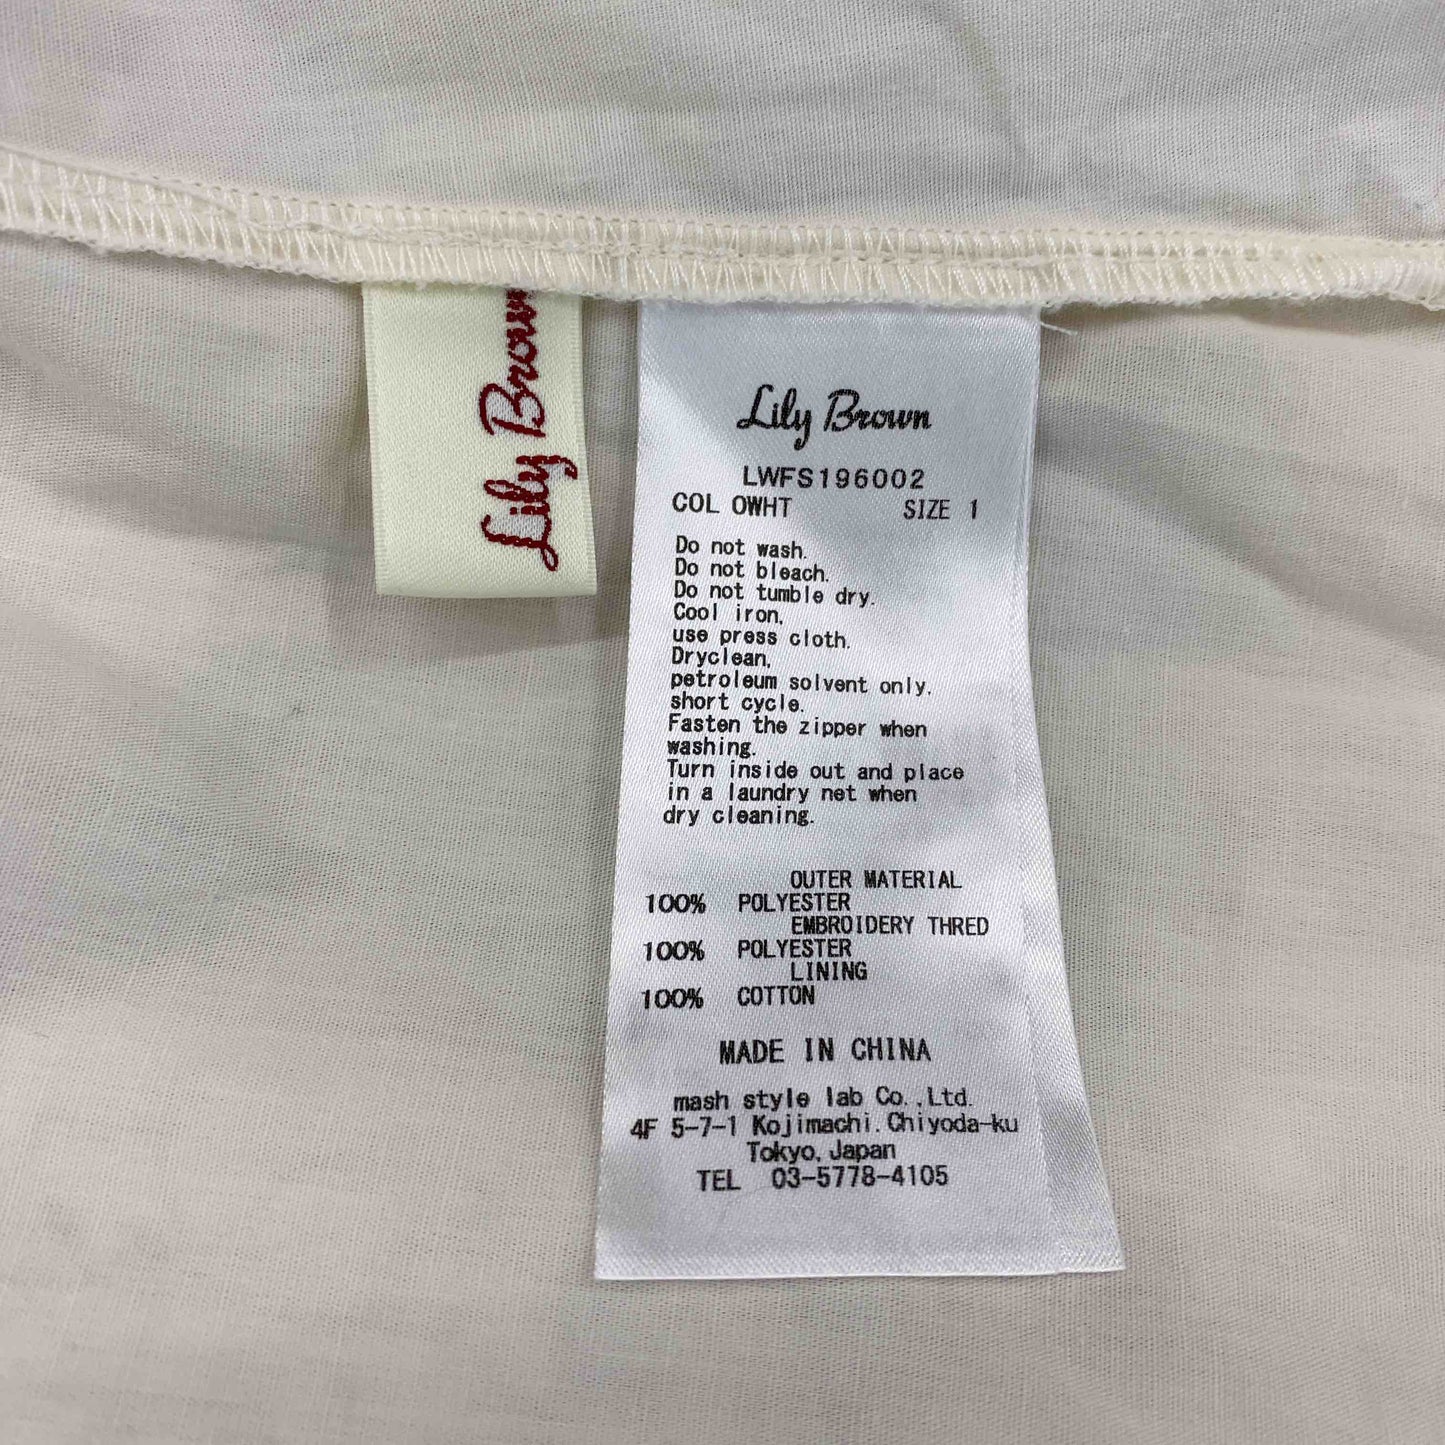 Lily Brown
Lily Brown
LWFS196002
COL OWHT SIZE 1
Do not wash.
Do not bleach.
Do not tumble dry.
Cool iron,
use press cloth.
Dryclean,
petroleum solvent only,
short cycle.
Fasten the zipper when
washing.
Turn inside out and place
in a laundry net when
dry cleaning.
OUTER MATERIAL
100% POLYESTER
EMBROIDERY THRED
100% POLYESTER
LINING
100% COTTON
MADE IN CHINA
mash style lab Co.,Ltd.
4F 5-7-1 Kojimachi.Chiyoda-ku
Tokyo,Japan
TEL 03-5778-4105